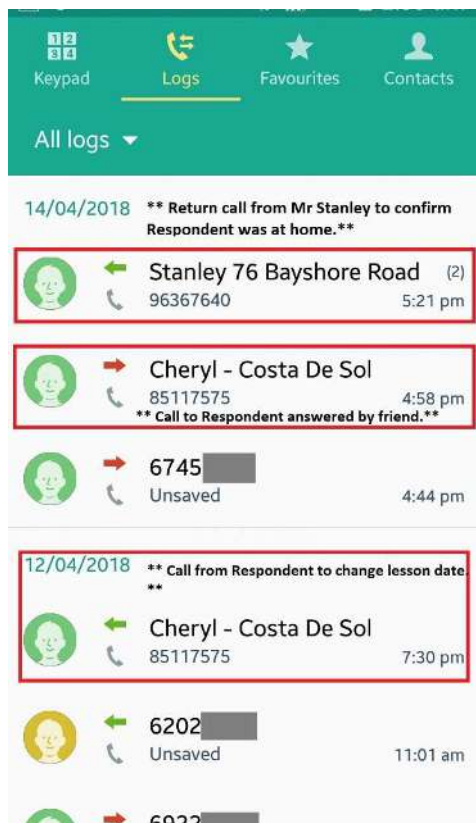 Keypad Logs Favourites Contacts
All logs
14/04/2018 ** Return call from Mr Stanley to confirm
Respondent was at home.**
Stanley 76 Bayshore Road (2)
96367640 5:21 pm
Cheryl - Costa De Sol
85117575 4:58 pm
** Call to Respondent answered by friend.**
6745
Unsaved 4:44 pm
12/04/2018 ** Call from Respondent to change lesson date.
**
Cheryl - Costa De Sol
85117575 7:30 pm
6202
Unsaved 11:01 am